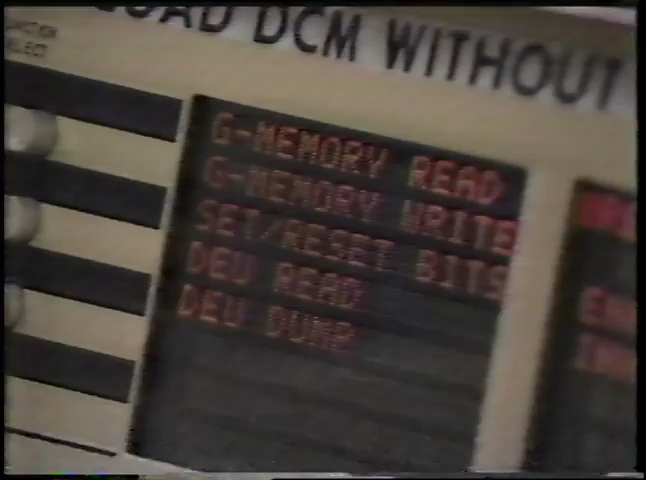 LOAD DCM WITHOUT
G-MEMORY READ
G-MEMORY WRITE
SET/RESET BITS
DEU READ
DEU DUMP